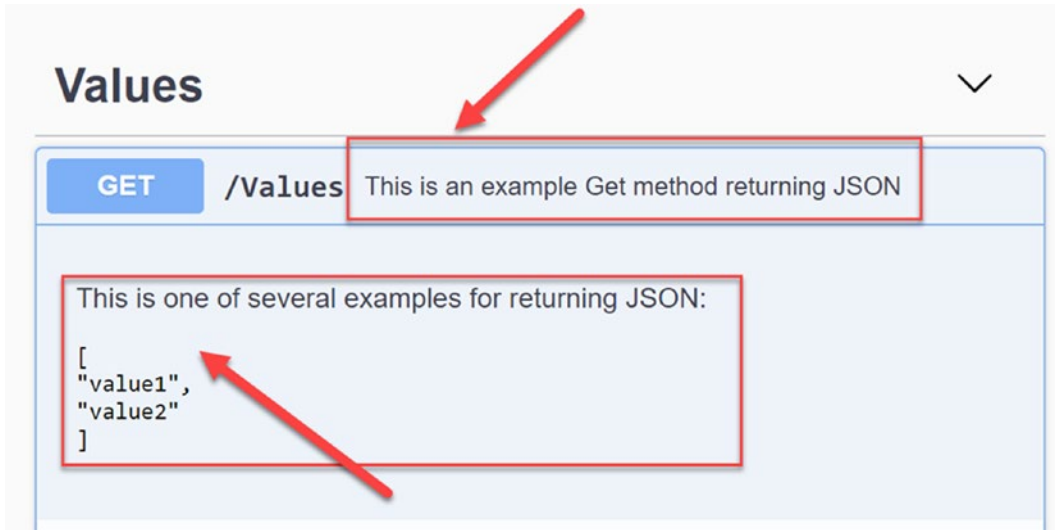 Values
GET /Values This is an example Get method returning JSON
This is one of several examples for returning JSON:
[
"value1",
"value2"
]